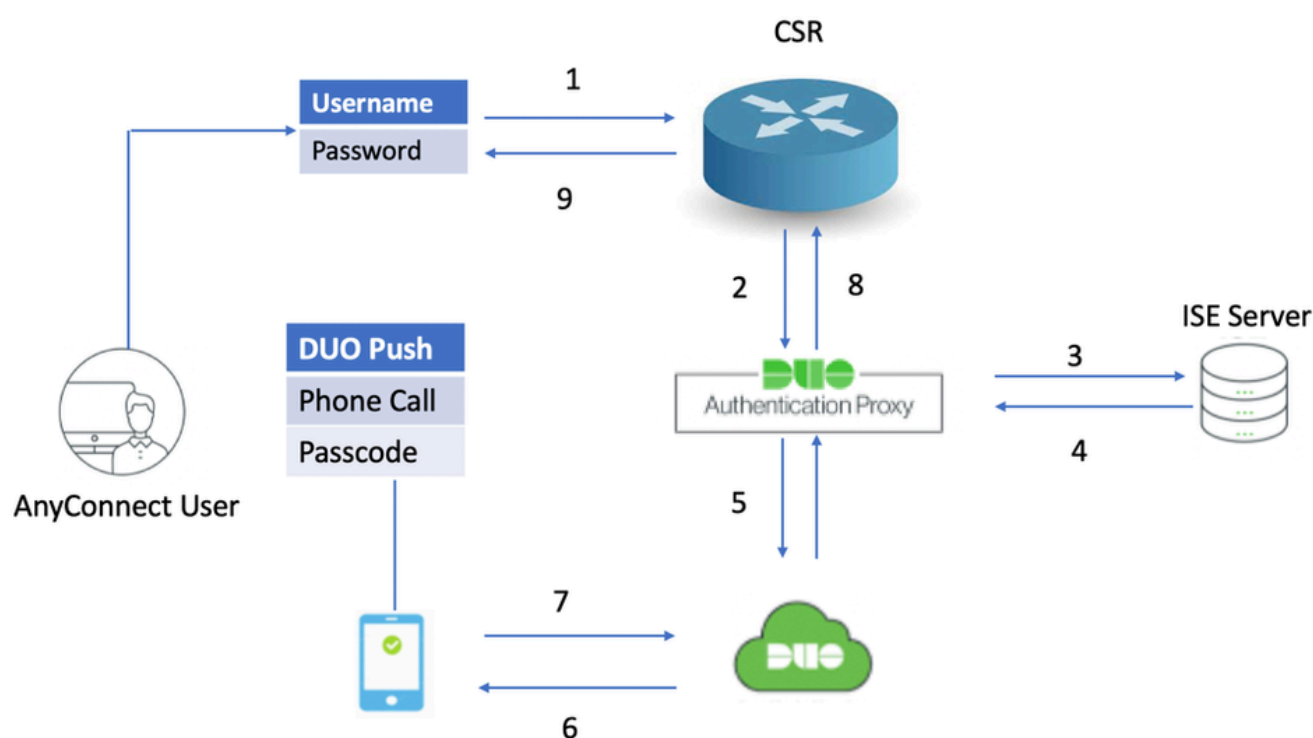 CSR
Username
Password
1
9
2
8
ISE Server
3
4
DUO
Authentication Proxy
DUO Push
Phone Call
Passcode
AnyConnect User
5
7
6
DUO